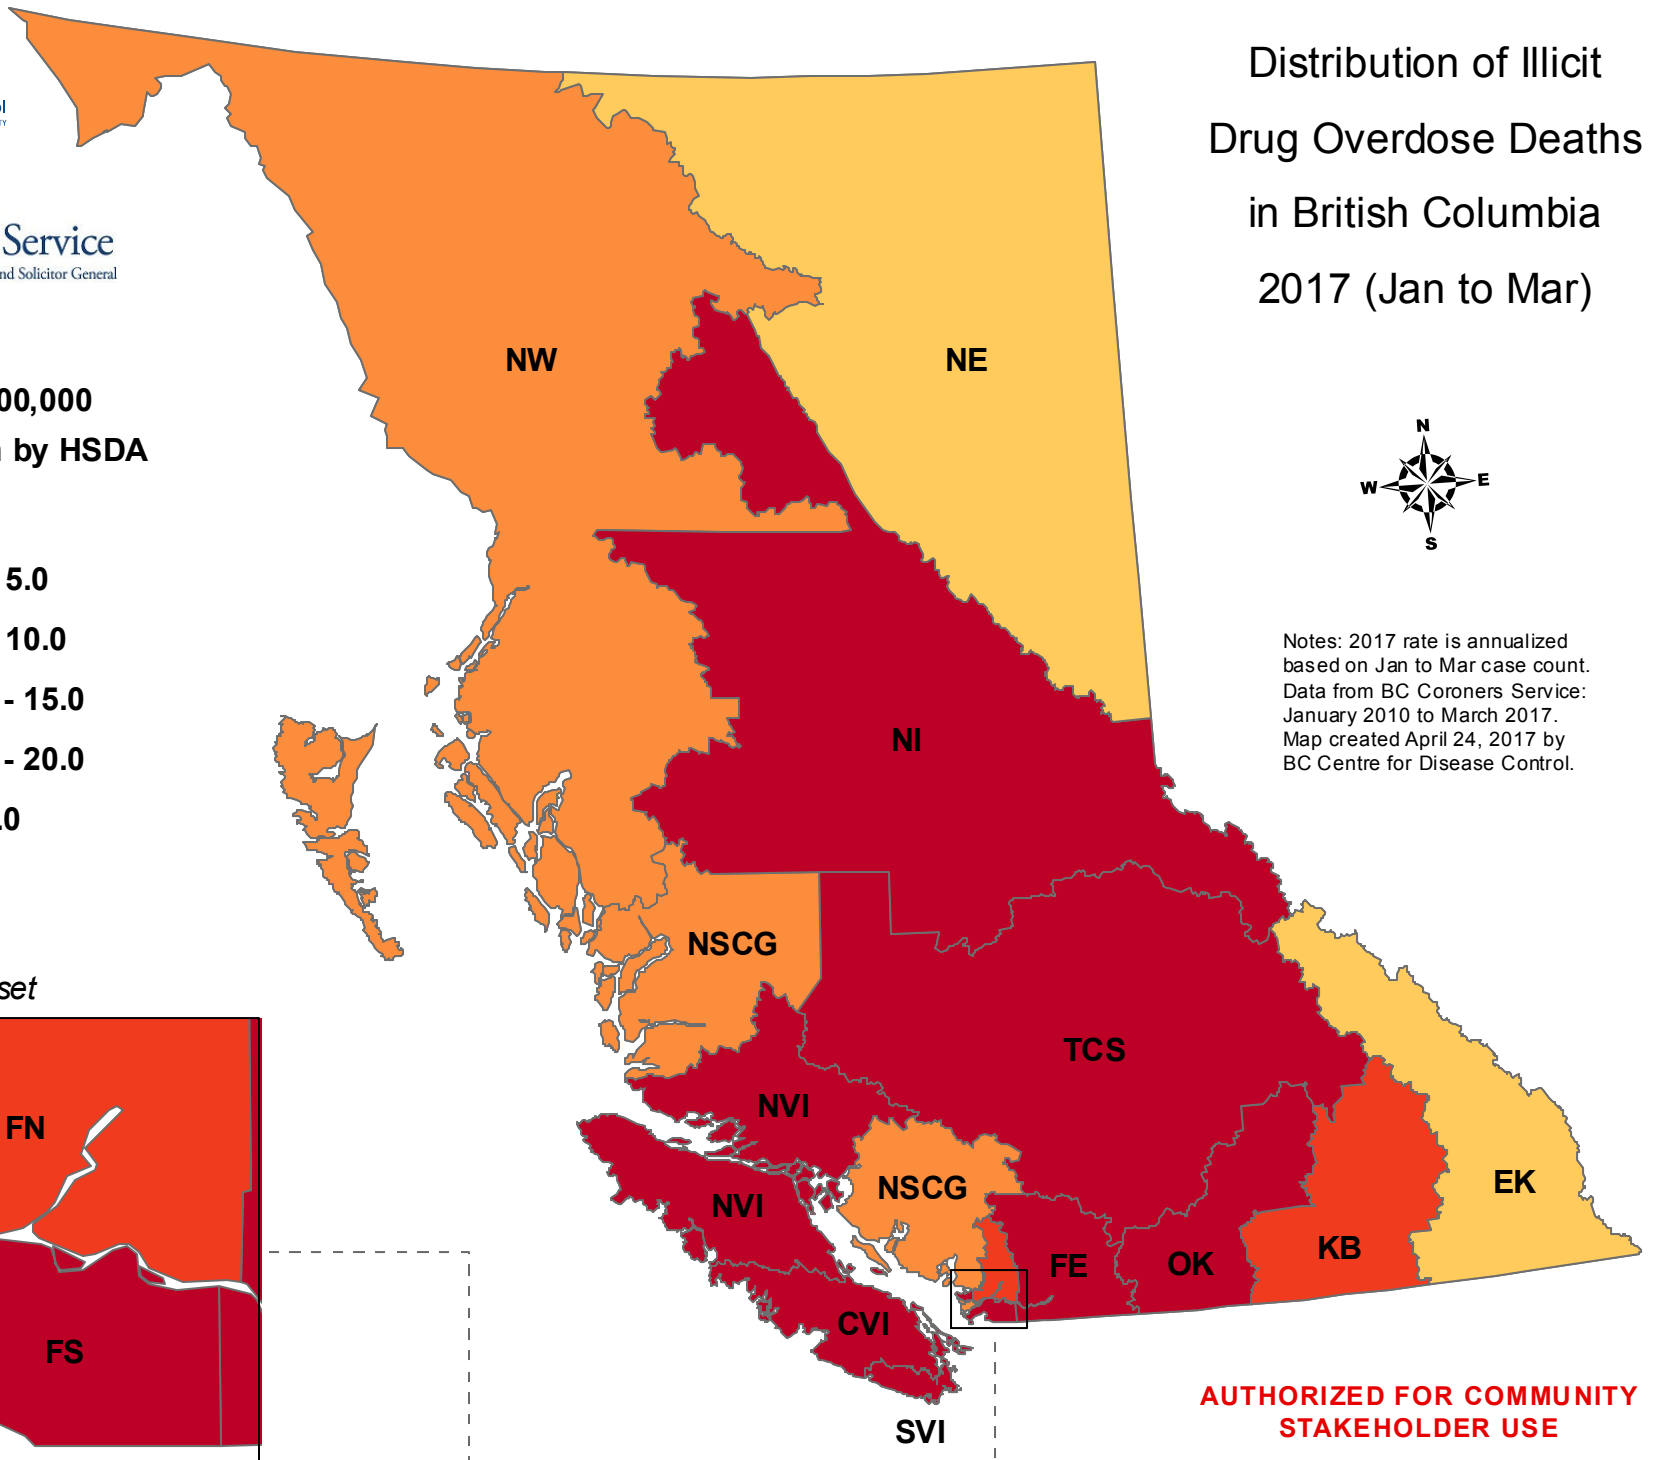 Distribution of Illicit
Drug Overdose Deaths
in British Columbia
2017 (Jan to Mar)
Service
nd Solicitor General
00,000
by HSDA
5.0
10.0
- 15.0
- 20.0
.0
set
FN
FS
NW
NE
NI
NSCG
TCS
NVI
NSCG
NVI
EK
KB
OK
FE
CVI
SVI
N
W
E
S
Notes: 2017 rate is annualized
based on Jan to Mar case count.
Data from BC Coroners Service:
January 2010 to March 2017.
Map created April 24, 2017 by
BC Centre for Disease Control.
AUTHORIZED FOR COMMUNITY
STAKEHOLDER USE